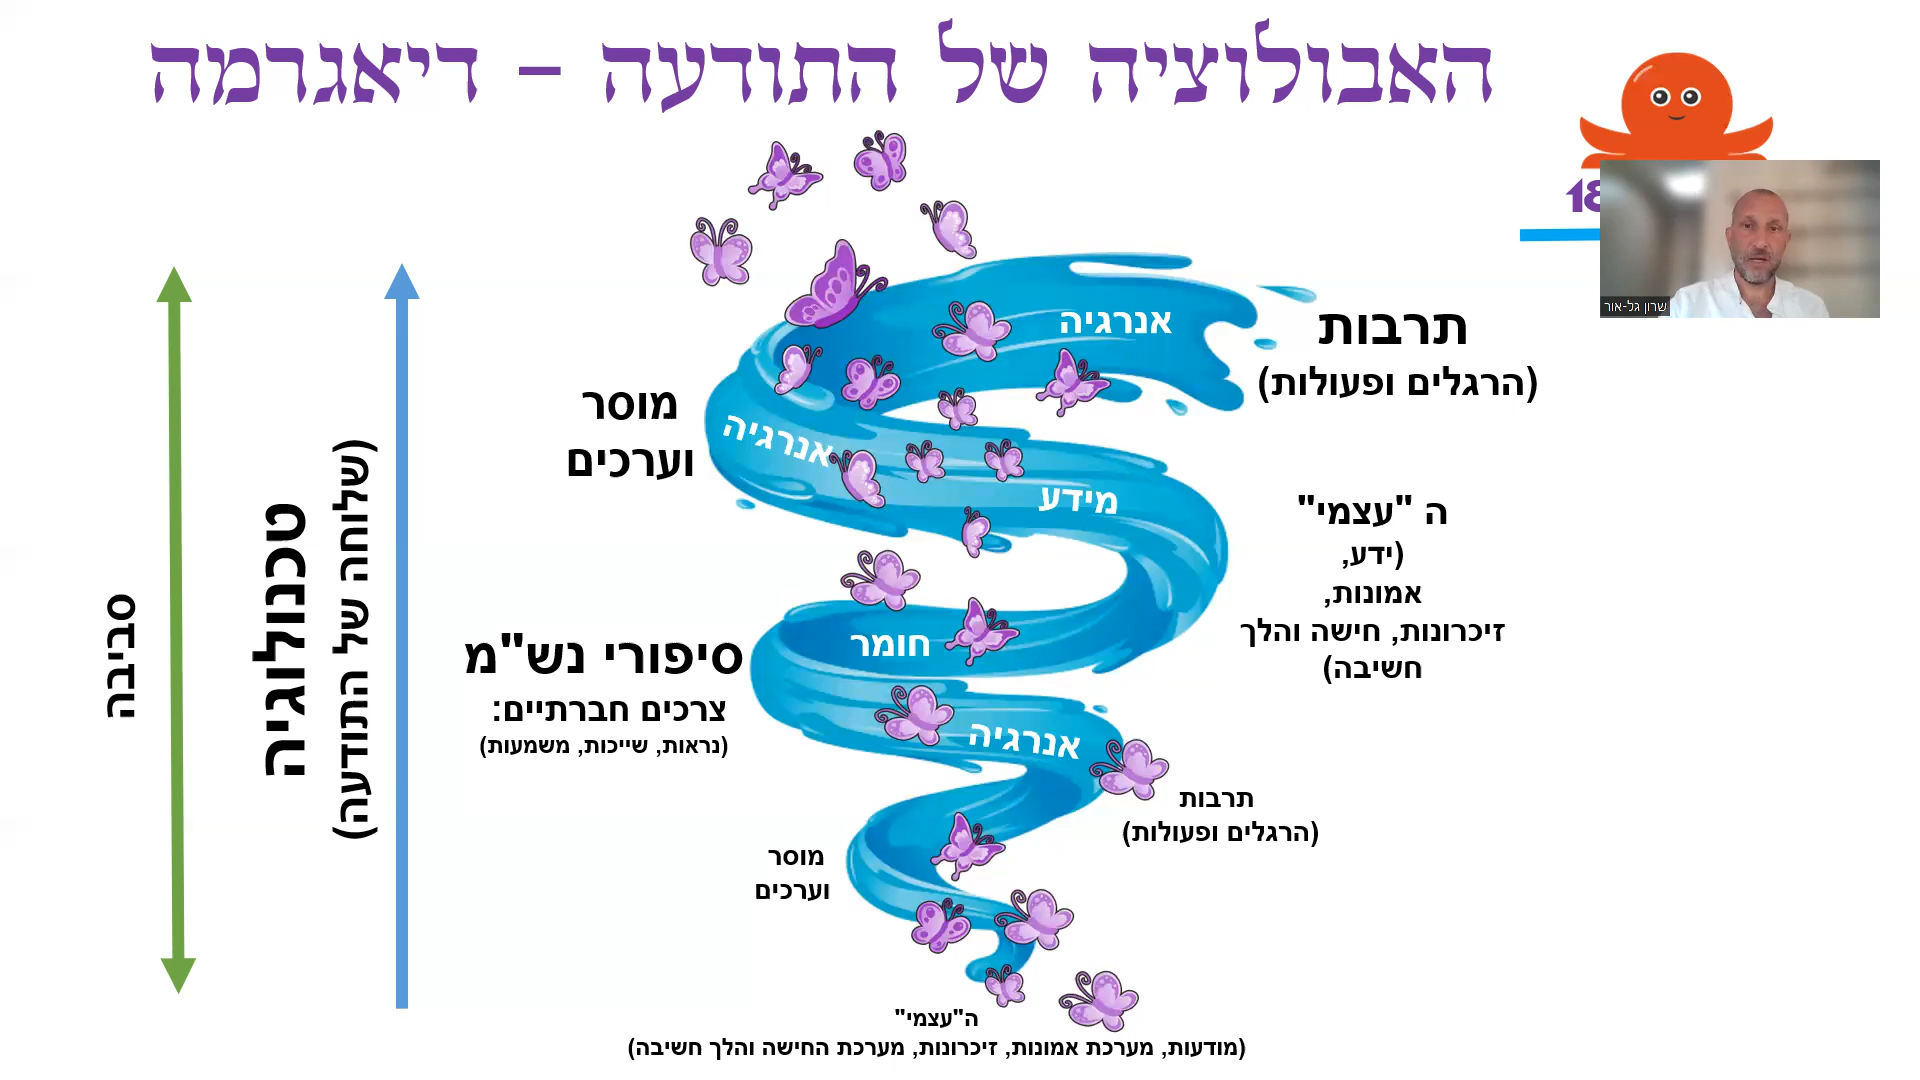 האבולוציה של התודעה – דיאגרמה
18
שרון גל-אור
אנרגיה
תרבות
(הרגלים ופעולות)
מוסר
וערכים
אנרגיה
מידע
ה "עצמי"
(ידע,
אמונות,
זיכרונות, חישה והלך
חשיבה)
חומר
סיפורי נש"מ
צרכים חברתיים:
(נראות, שייכות, משמעות)
אנרגיה
תרבות
(הרגלים ופעולות)
מוסר
וערכים
ה"עצמי"
(מודעות, מערכת אמונות, זיכרונות, מערכת החישה והלך חשיבה)
טכנולוגיה
(שלוחה של התודעה)
סביבה